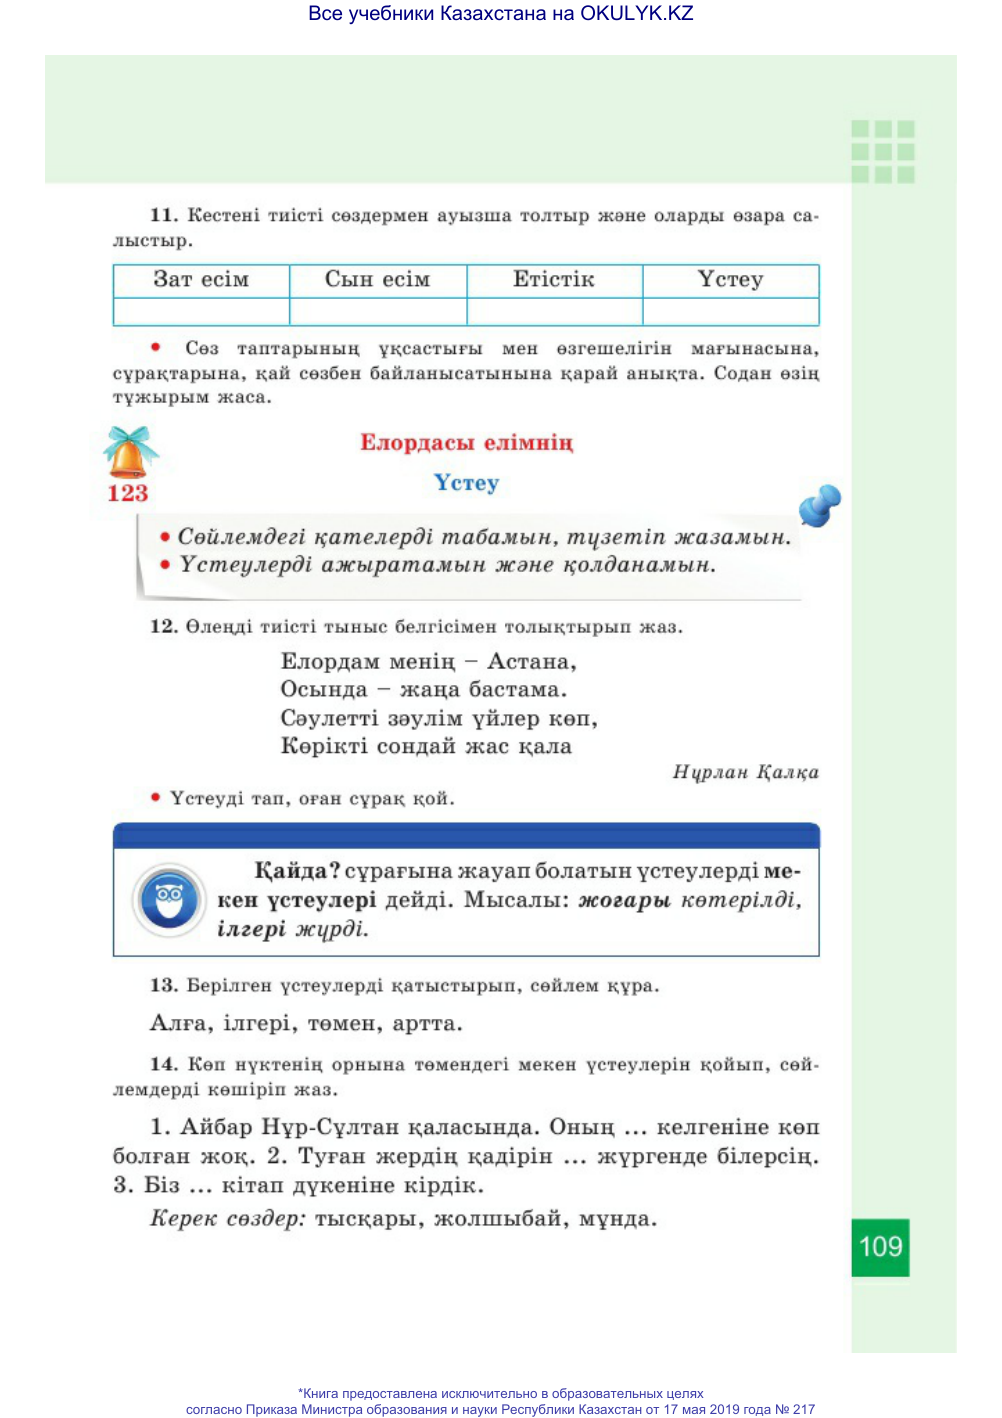 Все учебники Казахстана на OKULYK.KZ
11. Кестені тиісті сөздермен ауызша толтыр және оларды өзара са-
лыстыр.
Зат есім Сын есім Етістік Үстеу
• Сөз таптарының ұқсастығы мен өзгешелігін мағынасына,
сұрақтарына, қай сөзбен байланысатынына қарай анықта. Содан өзің
тұжырым жаса.
Елордасы елімнің
Үстеу
123
• Сөйлемдегі қателерді табамын, түзетіп жазамын.
• Үстеулерді ажыратамын және қолданамын.
12. Өлеңді тиісті тыныс белгісімен толықтырып жаз.
Елордам менің – Астана,
Осында – жаңа бастама.
Сәулетті зәулім үйлер көп,
Көрікті сондай жас қала
Нұрлан Қалқа
• Үстеуді тап, оған сұрақ қой.
Қайда? сұрағына жауап болатын үстеулерді ме-
кен үстеулері дейді. Мысалы: жоғары көтерілді,
ілгері жүрді.
13. Берілген үстеулерді қатыстырып, сөйлем құра.
Алға, ілгері, төмен, артта.
14. Көп нүктенің орнына төмендегі мекен үстеулерін қойып, сөй-
лемдерді көшіріп жаз.
1. Айбар Нұр-Сұлтан қаласында. Оның ... келгеніне көп
болған жоқ. 2. Туған жердің қадірін ... жүргенде білерсің.
3. Біз ... кітап дүкеніне кірдік.
Керек сөздер: тысқары, жолшыбай, мұнда.
109
*Книга предоставлена исключительно в образовательных целях
согласно Приказа Министра образования и науки Республики Казахстан от 17 мая 2019 года № 217